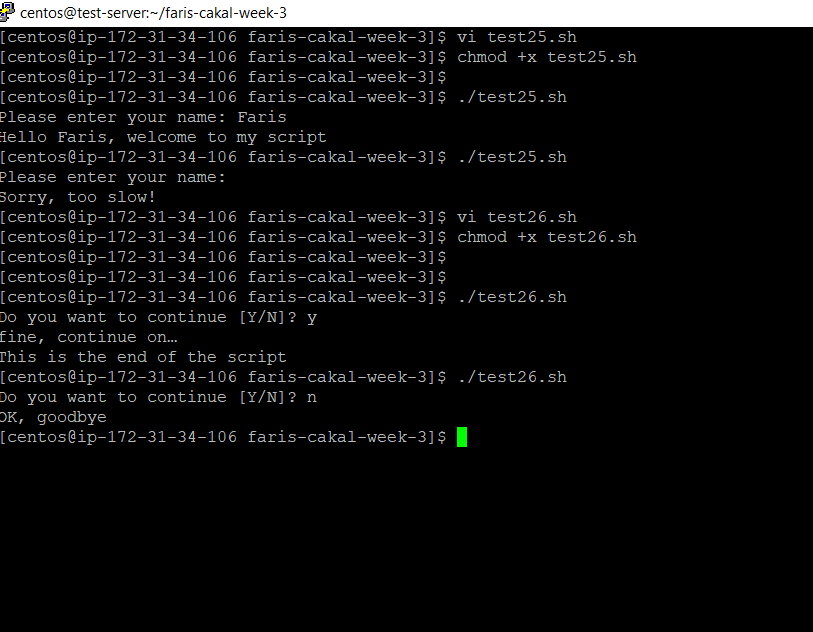 centos@test-server:~/faris-cakal-week-3
[centos@ip-172-31-34-106 faris-cakal-week-3]$ vi test25.sh
[centos@ip-172-31-34-106 faris-cakal-week-3]$ chmod +x test25.sh
[centos@ip-172-31-34-106 faris-cakal-week-3]$
[centos@ip-172-31-34-106 faris-cakal-week-3]$ ./test25.sh
Please enter your name: Faris
Hello Faris, welcome to my script
[centos@ip-172-31-34-106 faris-cakal-week-3]$ ./test25.sh
Please enter your name:
Sorry, too slow!
[centos@ip-172-31-34-106 faris-cakal-week-3]$ vi test26.sh
[centos@ip-172-31-34-106 faris-cakal-week-3]$ chmod +x test26.sh
[centos@ip-172-31-34-106 faris-cakal-week-3]$
[centos@ip-172-31-34-106 faris-cakal-week-3]$
[centos@ip-172-31-34-106 faris-cakal-week-3]$ ./test26.sh
Do you want to continue [Y/N]? y
fine, continue on…
This is the end of the script
[centos@ip-172-31-34-106 faris-cakal-week-3]$ ./test26.sh
Do you want to continue [Y/N]? n
OK, goodbye
[centos@ip-172-31-34-106 faris-cakal-week-3]$